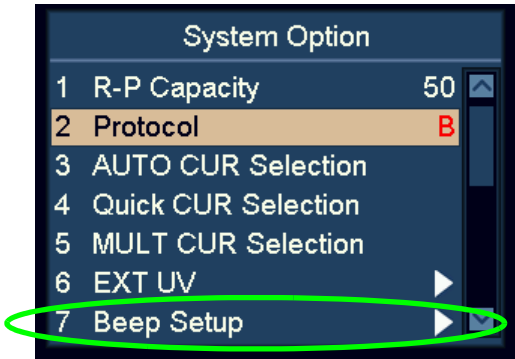 System Option
1 R-P Capacity 50
2 Protocol B
3 AUTO CUR Selection
4 Quick CUR Selection
5 MULT CUR Selection
6 EXT UV
7 Beep Setup